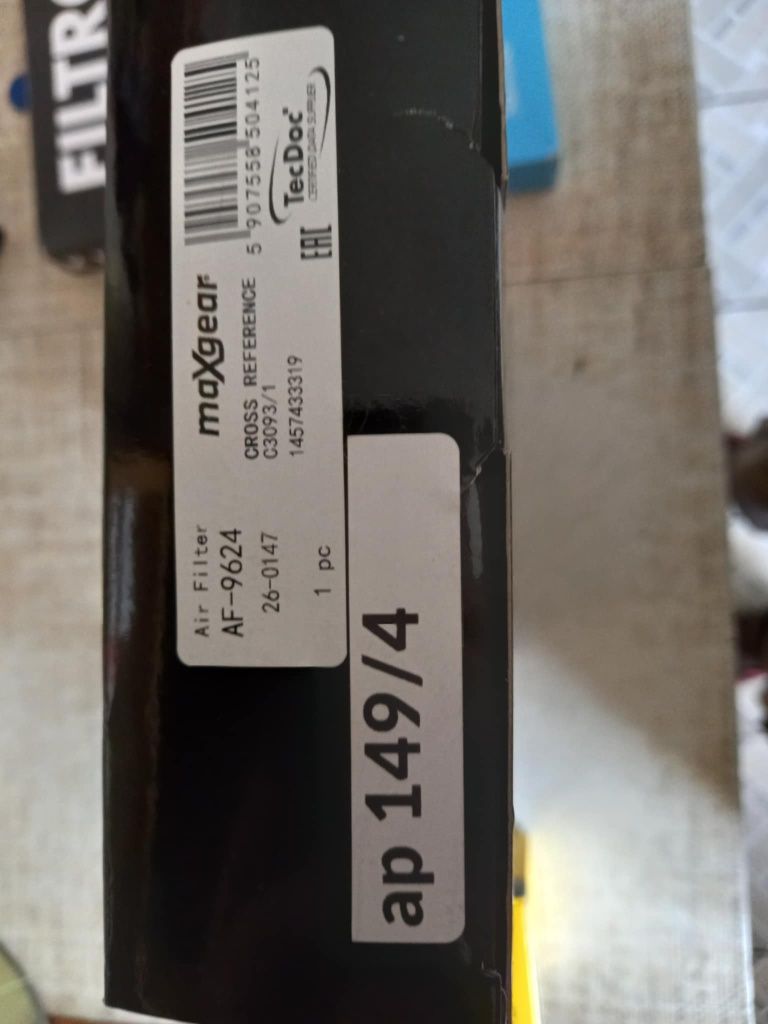 FILTR
Air Filter
AF-9624
26-0147
1 pc
maxgear
CROSS REFERENCE
C3093/1
1457433319
5 907558 504125
TecDoc
CERTIFIED DATA SUPPLIER
EAC
ap 149/4